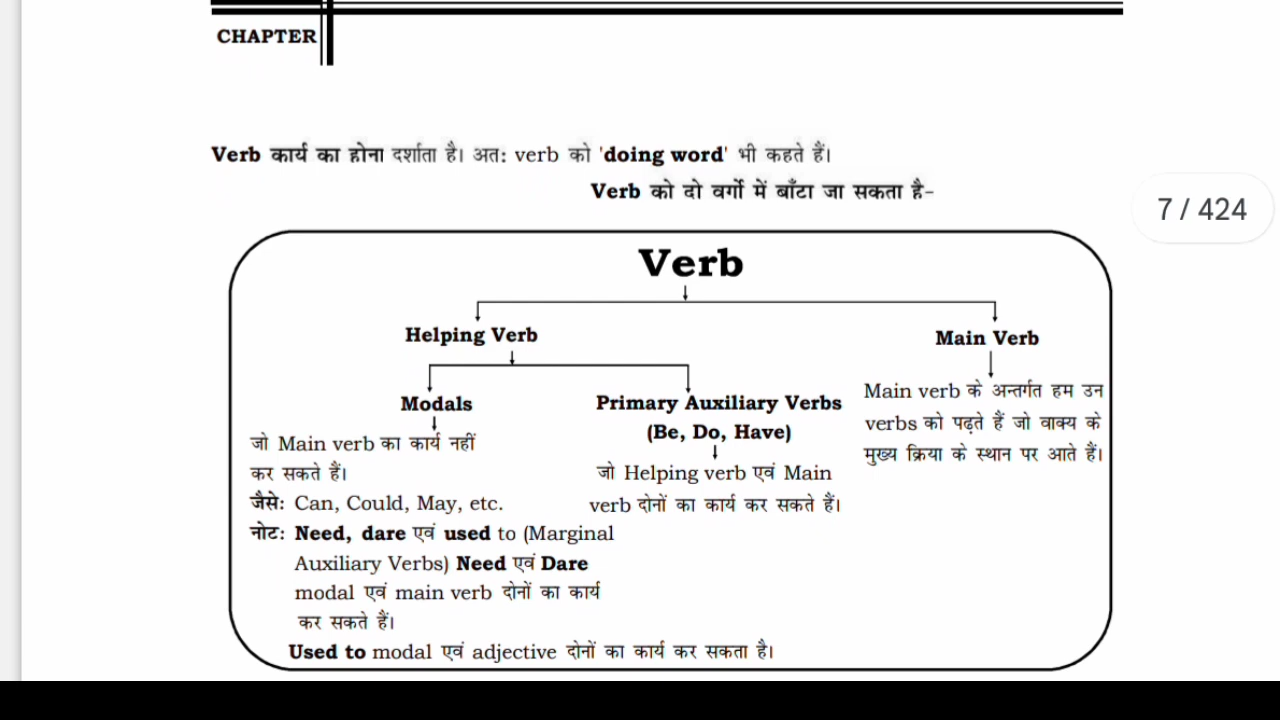 CHAPTER
Verb कार्य का होना दर्शाता है। अत: verb को 'doing word' भी कहते हैं।
Verb को दो वर्गो में बाँटा जा सकता है-
7 / 424
Verb
Helping Verb
Main Verb
Modals
जो Main verb का कार्य नहीं
कर सकते हैं।
जैसे: Can, Could, May, etc.
नोट: Need, dare एवं used to (Marginal
Auxiliary Verbs) Need एवं Dare
modal एवं main verb दोनों का कार्य
कर सकते हैं।
Used to modal एवं adjective दोनों का कार्य कर सकता है।
Primary Auxiliary Verbs
(Be, Do, Have)
जो Helping verb एवं Main
verb दोनों का कार्य कर सकते हैं।
Main verb के अन्तर्गत हम उन
verbs को पढ़ते हैं जो वाक्य के
मुख्य क्रिया के स्थान पर आते हैं।